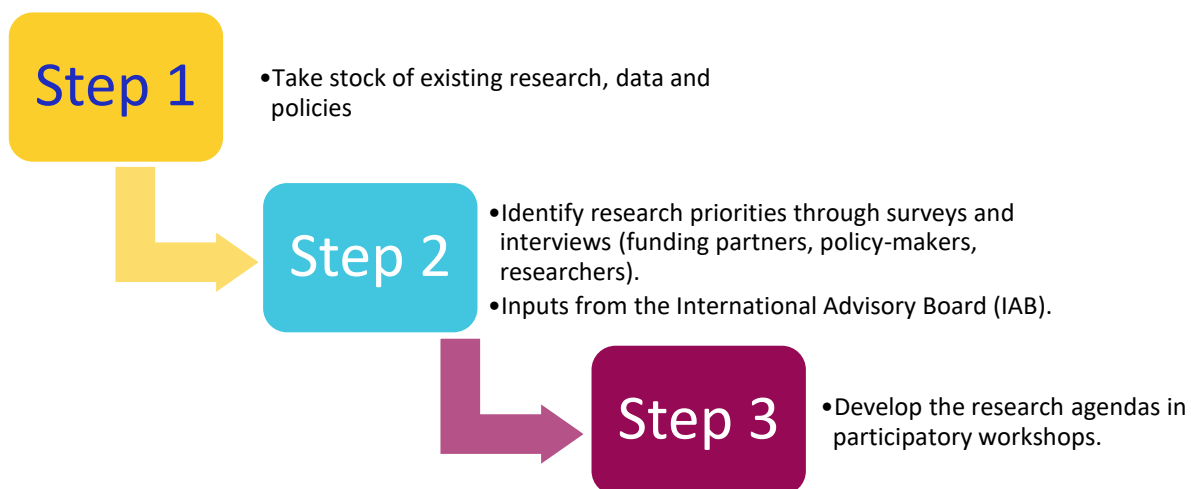 Step 1
•Take stock of existing research, data and
policies
Step 2
•Identify research priorities through surveys and
interviews (funding partners, policy-makers,
researchers).
•Inputs from the International Advisory Board (IAB).
Step 3
•Develop the research agendas in
participatory workshops.